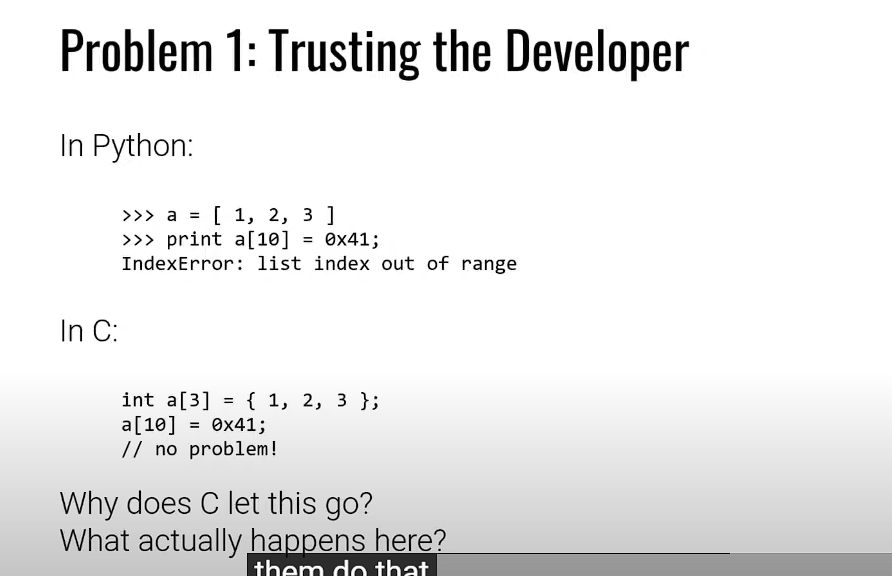 Problem 1: Trusting the Developer
In Python:
>>> a = [ 1, 2, 3 ]
>>> print a[10] = 0x41;
IndexError: list index out of range
In C:
int a[3] = { 1, 2, 3 };
a[10] = 0x41;
// no problem!
Why does C let this go?
What actually happens here?
them do that